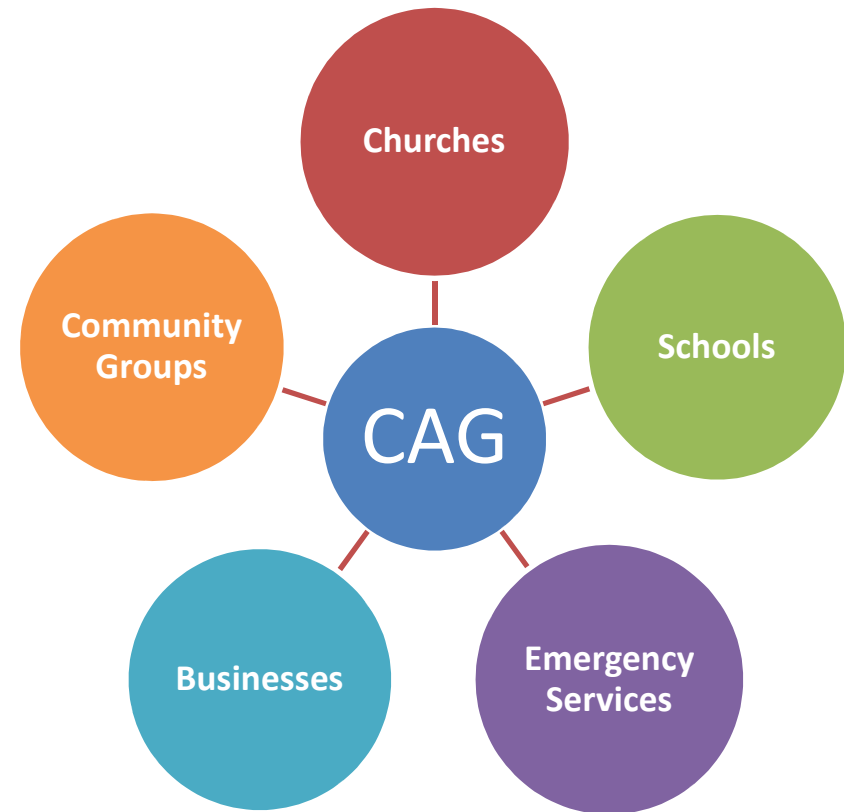 Churches
Community
Groups
Schools
CAG
Businesses
Emergency
Services